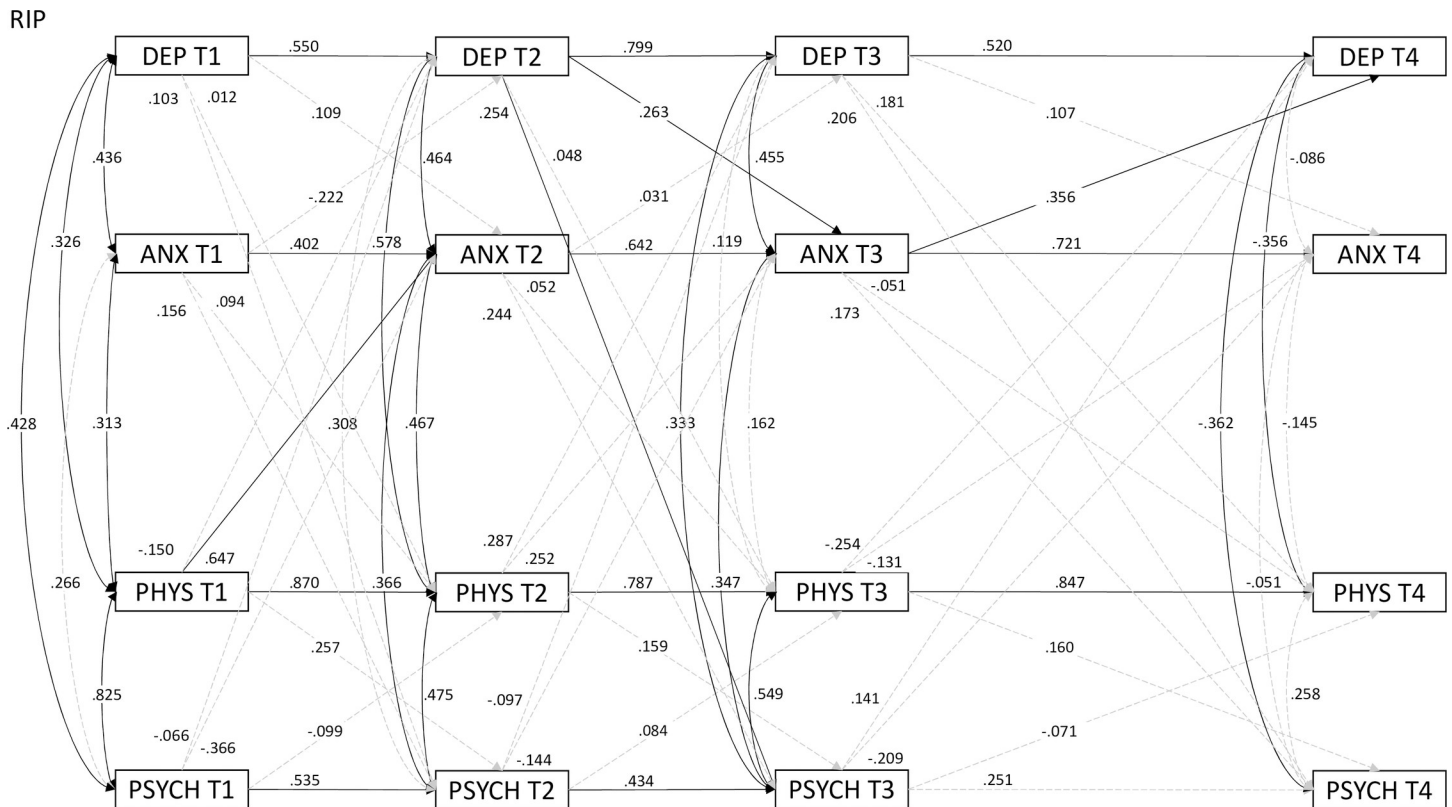 RIP
DEP T1 .550 DEP T2 .799 DEP T3 .520 DEP T4
.103 .012 .109 .254 .263 .206 .181 .107
.436 .464 .048 .455 -.086
-.222 .031 .356
.326 ANX T1 .402 .578 ANX T2 .642 .119 ANX T3 .721 -.356 ANX T4
.156 .094 .244 .052 .173 -.051
.428 .313 .308 .467 .333 .162 -.362 -.145
-.150 .647 .287 .252 -.254 -.131
.266 PHYS T1 .870 .366 PHYS T2 .787 .347 PHYS T3 .847 -.051 PHYS T4
.257 .159 .160
.825 .475 -.097 .549 .141 .258
-.066 -.366 -.099 -.144 .084 -.209 -.071
PSYCH T1 .535 PSYCH T2 .434 PSYCH T3 .251 PSYCH T4